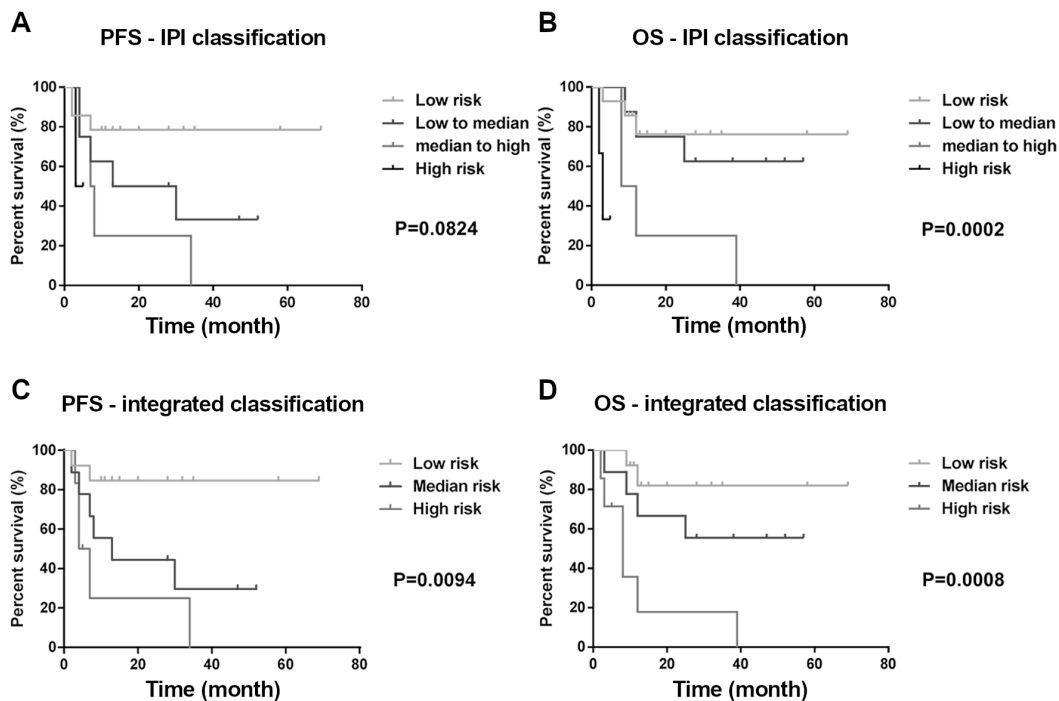 A
PFS - IPI classification
Percent survival (%)
100
80
60
40
20
0
0 20 40 60 80
Time (month)
Low risk
Low to median
median to high
High risk
P=0.0824
B
OS - IPI classification
Percent survival (%)
100
80
60
40
20
0
0 20 40 60 80
Time (month)
Low risk
Low to median
median to high
High risk
P=0.0002
C
PFS - integrated classification
Percent survival (%)
100
80
60
40
20
0
0 20 40 60 80
Time (month)
Low risk
Median risk
High risk
P=0.0094
D
OS - integrated classification
Percent survival (%)
100
80
60
40
20
0
0 20 40 60 80
Time (month)
Low risk
Median risk
High risk
P=0.0008